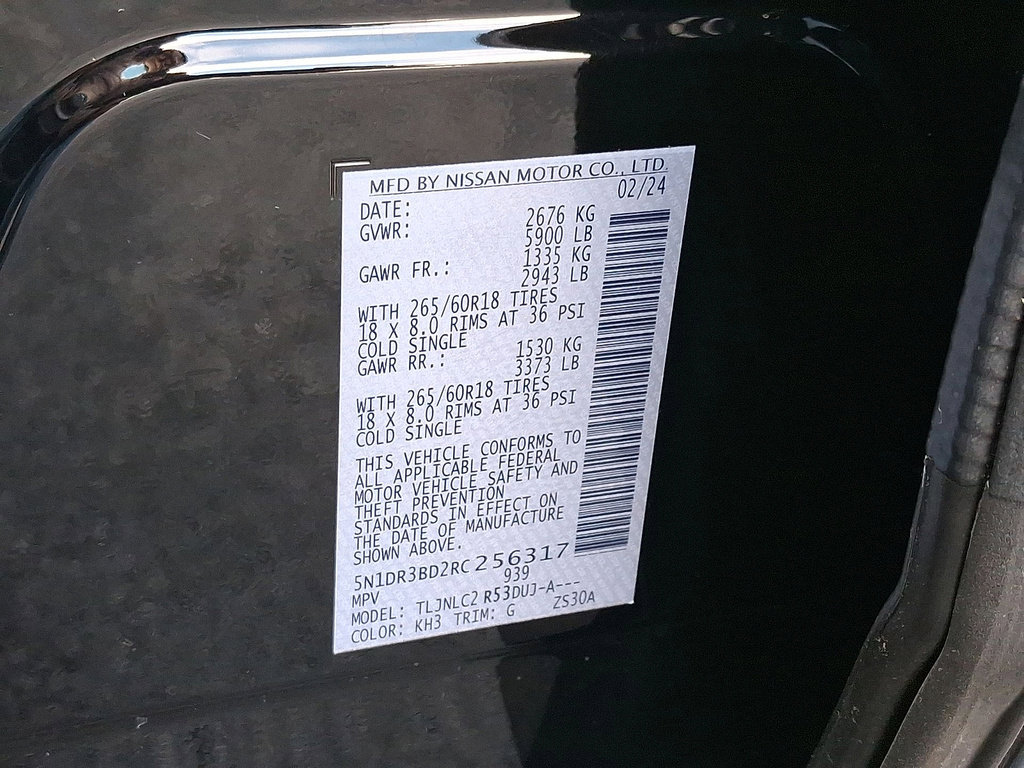 MFD BY NISSAN MOTOR CO., LTD.
DATE: 02/24
GVWR: 2676 KG
5900 LB
GAWR FR.: 1335 KG
2943 LB
WITH 265/60R18 TIRES
18 X 8.0 RIMS AT 36 PSI
COLD SINGLE
GAWR RR.: 1530 KG
3373 LB
WITH 265/60R18 TIRES
18 X 8.0 RIMS AT 36 PSI
COLD SINGLE
THIS VEHICLE CONFORMS TO
ALL APPLICABLE FEDERAL
MOTOR VEHICLE SAFETY AND
THEFT PREVENTION
STANDARDS IN EFFECT ON
THE DATE OF MANUFACTURE
SHOWN ABOVE.
5N1DR3BD2RC256317
MPV 939
MODEL: TLJNLC2 R53DUJ-A---
COLOR: KH3 TRIM: G ZS30A